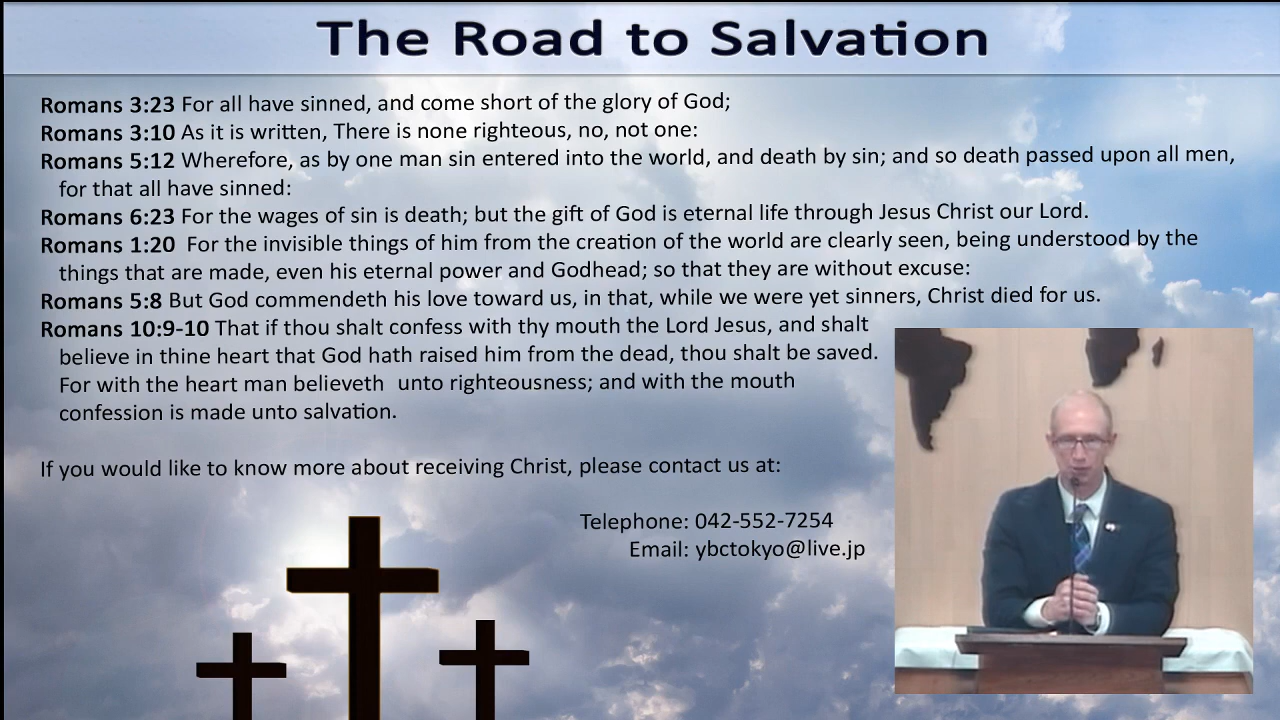 The Road to Salvation
Romans 3:23 For all have sinned, and come short of the glory of God;
Romans 3:10 As it is written, There is none righteous, no, not one:
Romans 5:12 Wherefore, as by one man sin entered into the world, and death by sin; and so death passed upon all men,
for that all have sinned:
Romans 6:23 For the wages of sin is death; but the gift of God is eternal life through Jesus Christ our Lord.
Romans 1:20 For the invisible things of him from the creation of the world are clearly seen, being understood by the
things that are made, even his eternal power and Godhead; so that they are without excuse:
Romans 5:8 But God commendeth his love toward us, in that, while we were yet sinners, Christ died for us.
Romans 10:9-10 That if thou shalt confess with thy mouth the Lord Jesus, and shalt
believe in thine heart that God hath raised him from the dead, thou shalt be saved.
For with the heart man believeth unto righteousness; and with the mouth
confession is made unto salvation.
If you would like to know more about receiving Christ, please contact us at:
Telephone: 042-552-7254
Email: ybctokyo@live.jp